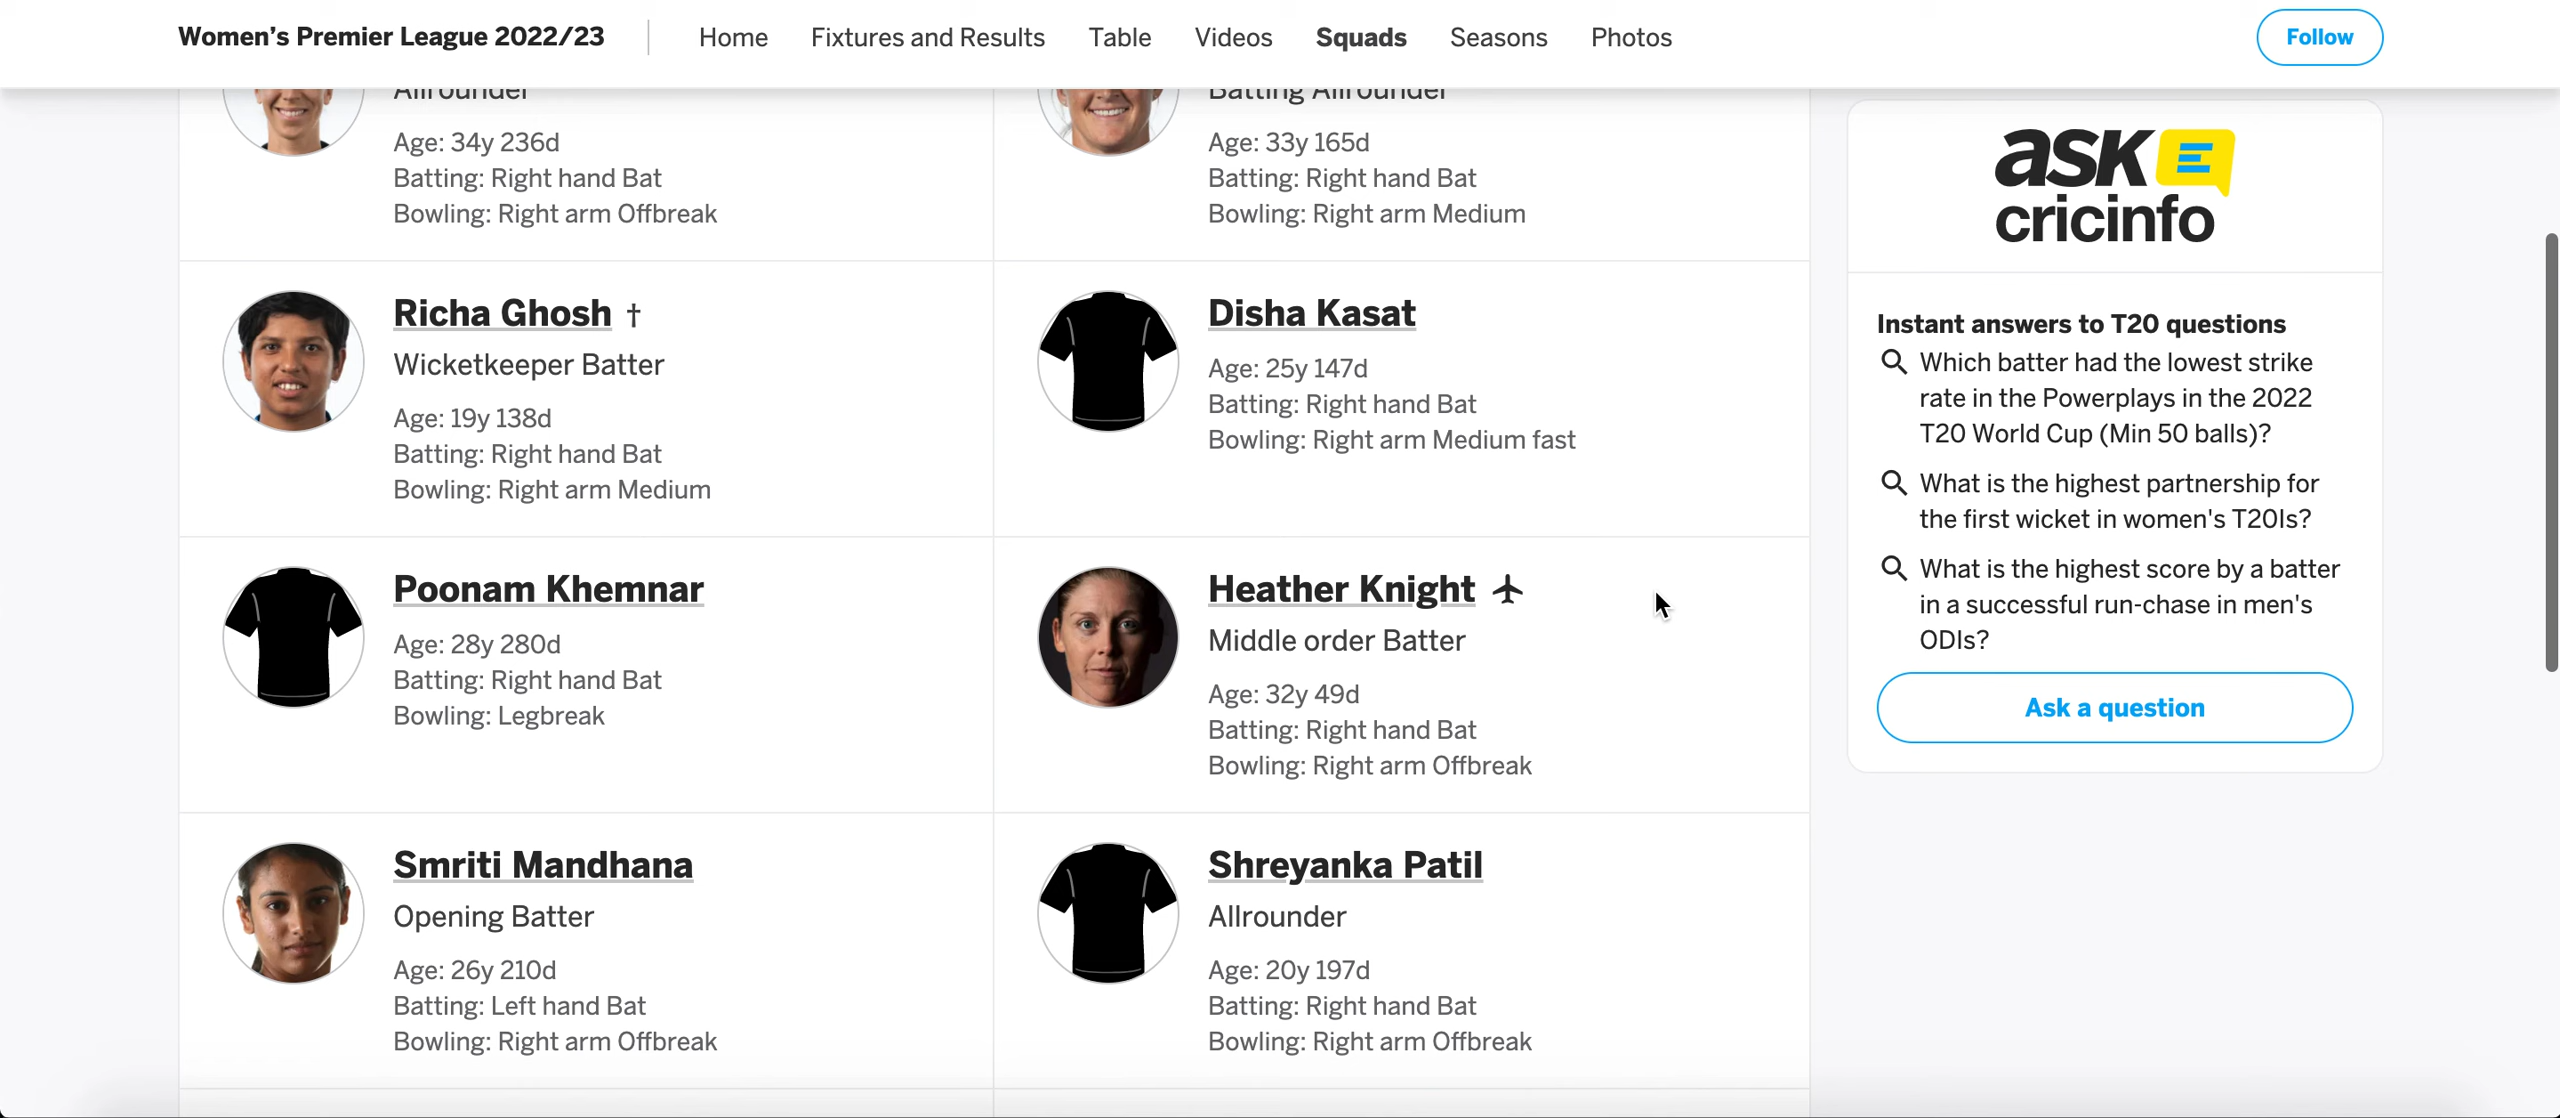 Women's Premier League 2022/23
Home
Fixtures and Results
Table
Videos
Squads
Seasons
Photos
Follow
Allrounder
Age: 34y 236d
Batting: Right hand Bat
Bowling: Right arm Offbreak
Batting Allrounder
Age: 33y 165d
Batting: Right hand Bat
Bowling: Right arm Medium
Richa Ghosh †
Wicketkeeper Batter
Age: 19y 138d
Batting: Right hand Bat
Bowling: Right arm Medium
Disha Kasat
Age: 25y 147d
Batting: Right hand Bat
Bowling: Right arm Medium fast
Poonam Khemnar
Age: 28y 280d
Batting: Right hand Bat
Bowling: Legbreak
Heather Knight
Middle order Batter
Age: 32y 49d
Batting: Right hand Bat
Bowling: Right arm Offbreak
Smriti Mandhana
Opening Batter
Age: 26y 210d
Batting: Left hand Bat
Bowling: Right arm Offbreak
Shreyanka Patil
Allrounder
Age: 20y 197d
Batting: Right hand Bat
Bowling: Right arm Offbreak
ask
cricinfo
Instant answers to T20 questions
Which batter had the lowest strike
rate in the Powerplays in the 2022
T20 World Cup (Min 50 balls)?
What is the highest partnership for
the first wicket in women's T20Is?
What is the highest score by a batter
in a successful run-chase in men's
ODIs?
Ask a question